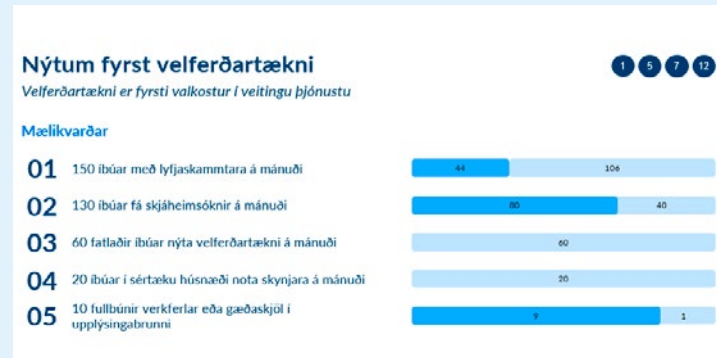 Nýtum fyrst velferðartækni
1 5 7 12
Velferðartækni er fyrsti valkostur í veitingu þjónustu
Mælikvarðar
01 150 íbúar með lyfjaskammtara á mánuði 44 106
02 130 íbúar fá skjáheimsóknir á mánuði 80 40
03 60 fatlaðir íbúar nýta velferðartækni á mánuði 60
04 20 íbúar í sértæku húsnæði nota skynjara á mánuði 20
05 10 fullbúnir verkferlar eða gæðaskjöl í
upplýsingabrunni 9 1